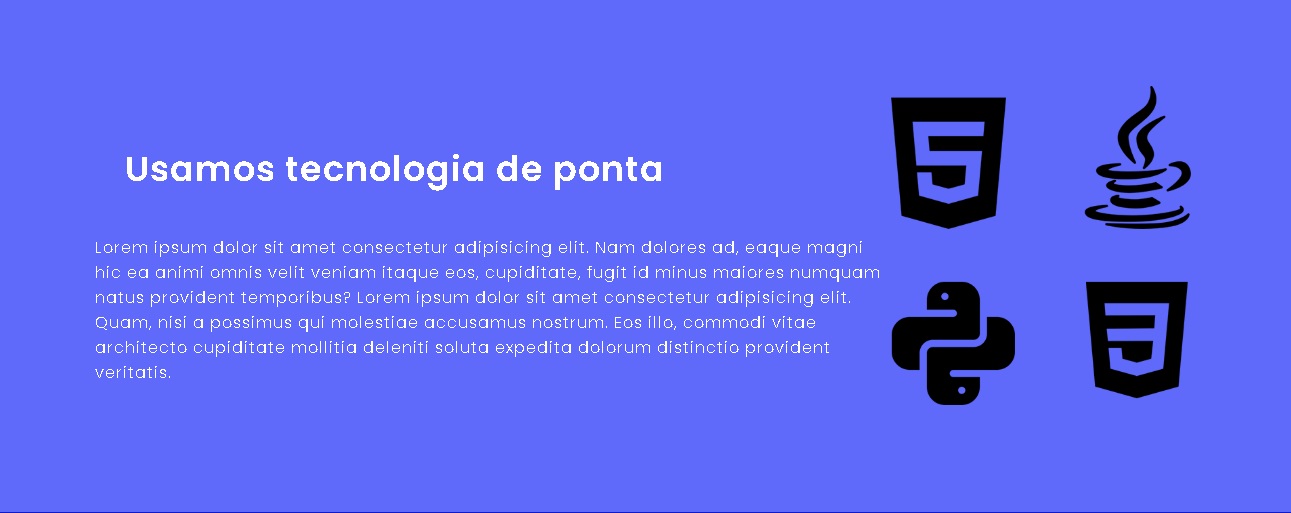 Usamos tecnologia de ponta
Lorem ipsum dolor sit amet consectetur adipisicing elit. Nam dolores ad, eaque magni
hic ea animi omnis velit veniam itaque eos, cupiditate, fugit id minus maiores numquam
natus provident temporibus? Lorem ipsum dolor sit amet consectetur adipisicing elit.
Quam, nisi a possimus qui molestiae accusamus nostrum. Eos illo, commodi vitae
architecto cupiditate mollitia deleniti soluta expedita dolorum distinctio provident
veritatis.